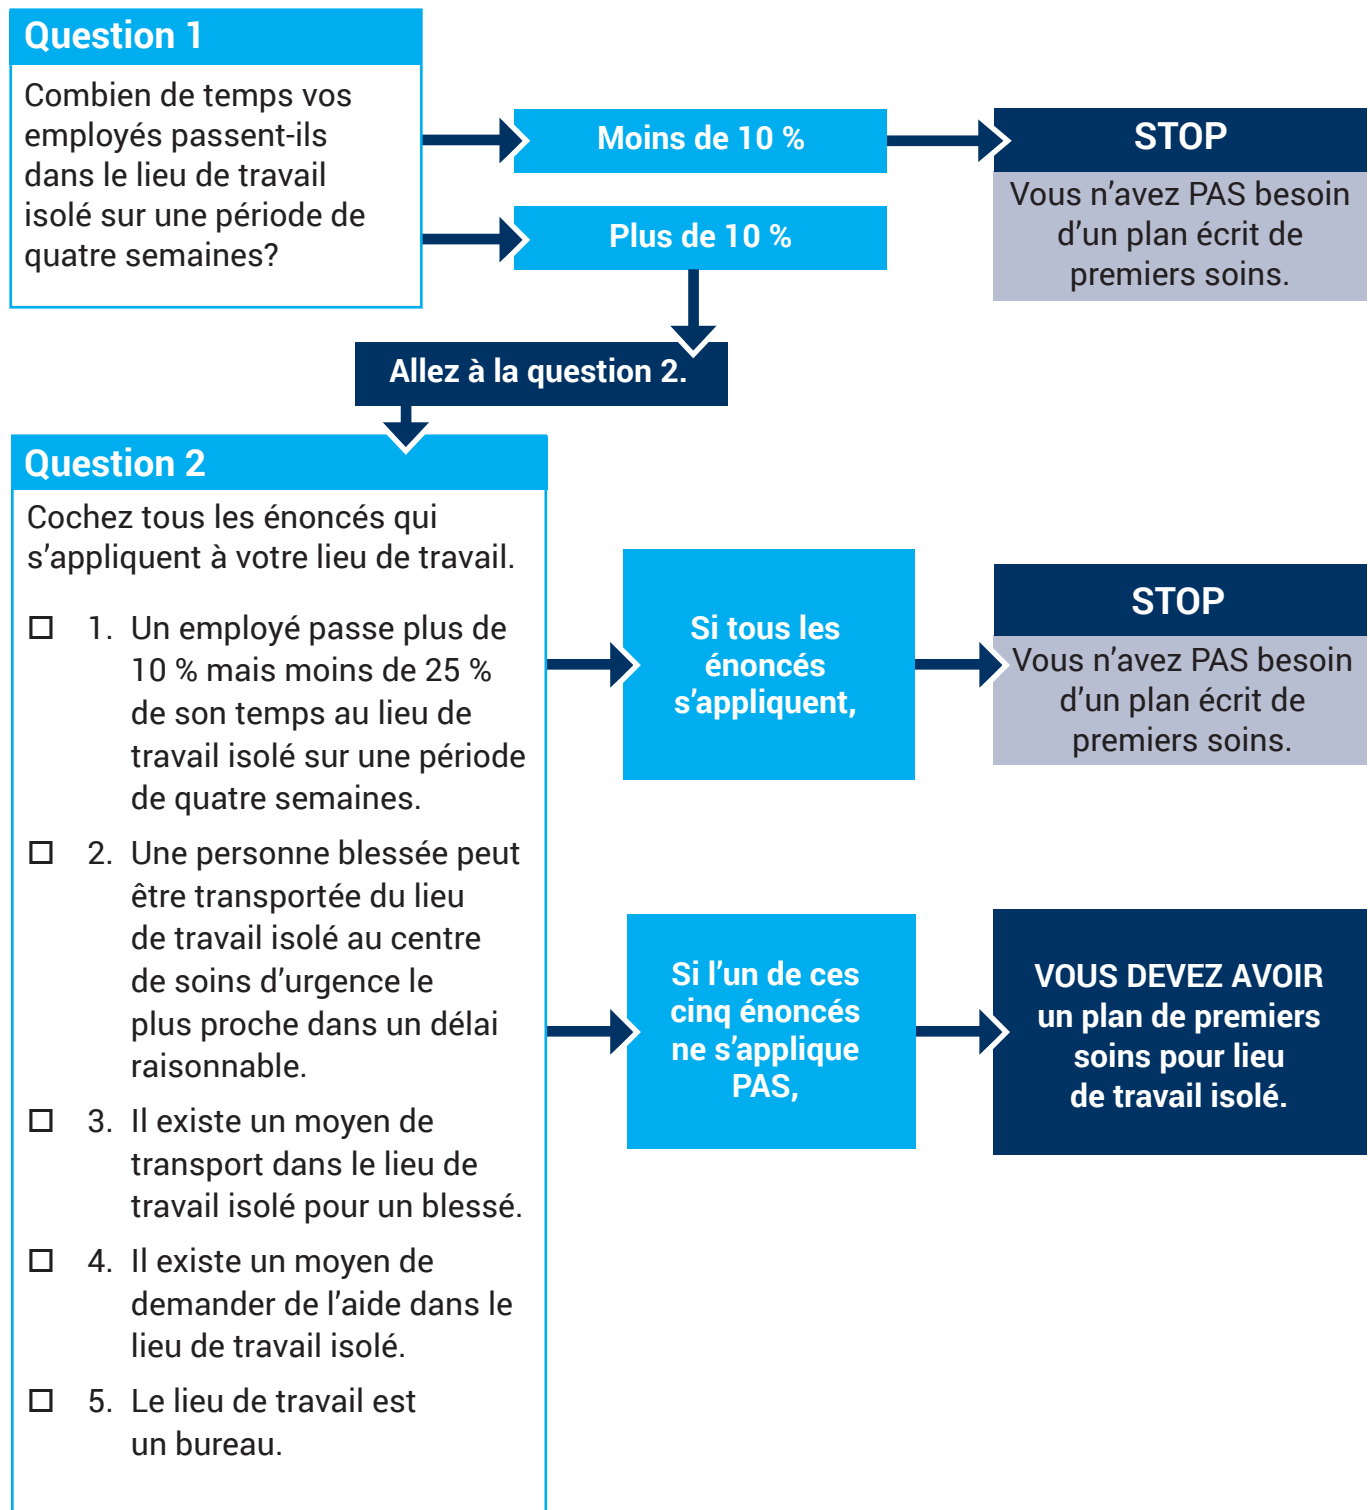 Question 1
Combien de temps vos
employés passent-ils
dans le lieu de travail
isolé sur une période de
quatre semaines?
Moins de 10 %
STOP
Vous n’avez PAS besoin
d’un plan écrit de
premiers soins.
Plus de 10 %
Allez à la question 2.
Question 2
Cochez tous les énoncés qui
s’appliquent à votre lieu de travail.
1. Un employé passe plus de
10 % mais moins de 25 %
de son temps au lieu de
travail isolé sur une période
de quatre semaines.
2. Une personne blessée peut
être transportée du lieu
de travail isolé au centre
de soins d’urgence le
plus proche dans un délai
raisonnable.
3. Il existe un moyen de
transport dans le lieu de
travail isolé pour un blessé.
4. Il existe un moyen de
demander de l’aide dans le
lieu de travail isolé.
5. Le lieu de travail est
un bureau.
Si tous les
énoncés
s’appliquent,
STOP
Vous n’avez PAS besoin
d’un plan écrit de
premiers soins.
Si l’un de ces
cinq énoncés
ne s’applique
PAS,
VOUS DEVEZ AVOIR
un plan de premiers
soins pour lieu
de travail isolé.